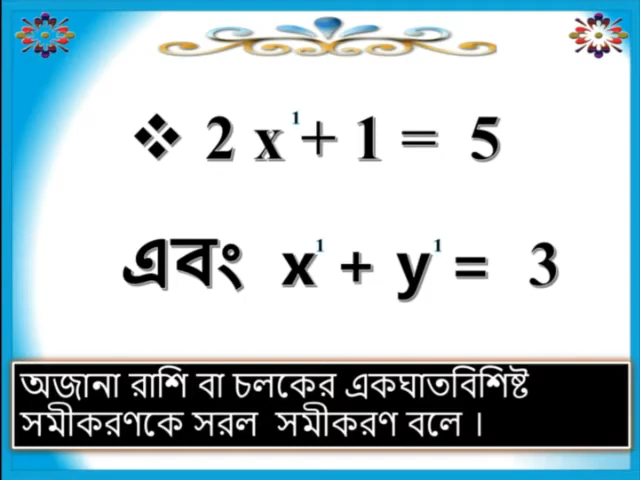 ❖ 2 x¹ + 1 = 5
এবং x¹ + y¹ = 3
অজানা রাশি বা চলকের একঘাতবিশিষ্ট
সমীকরণকে সরল সমীকরণ বলে ।